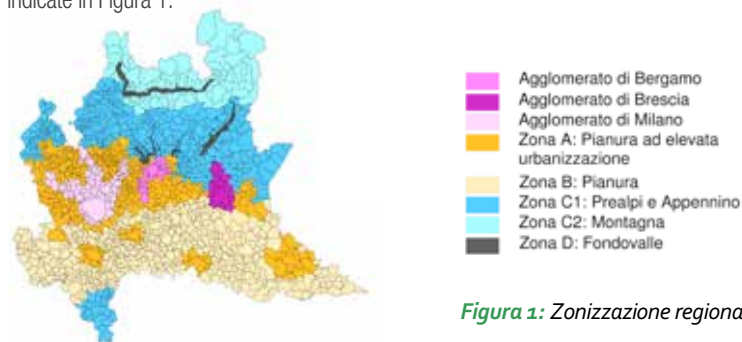 indicate in Figura 1.
Agglomerato di Bergamo
Agglomerato di Brescia
Agglomerato di Milano
Zona A: Pianura ad elevata
urbanizzazione
Zona B: Pianura
Zona C1: Prealpi e Appennino
Zona C2: Montagna
Zona D: Fondovalle
Figura 1: Zonizzazione regiona